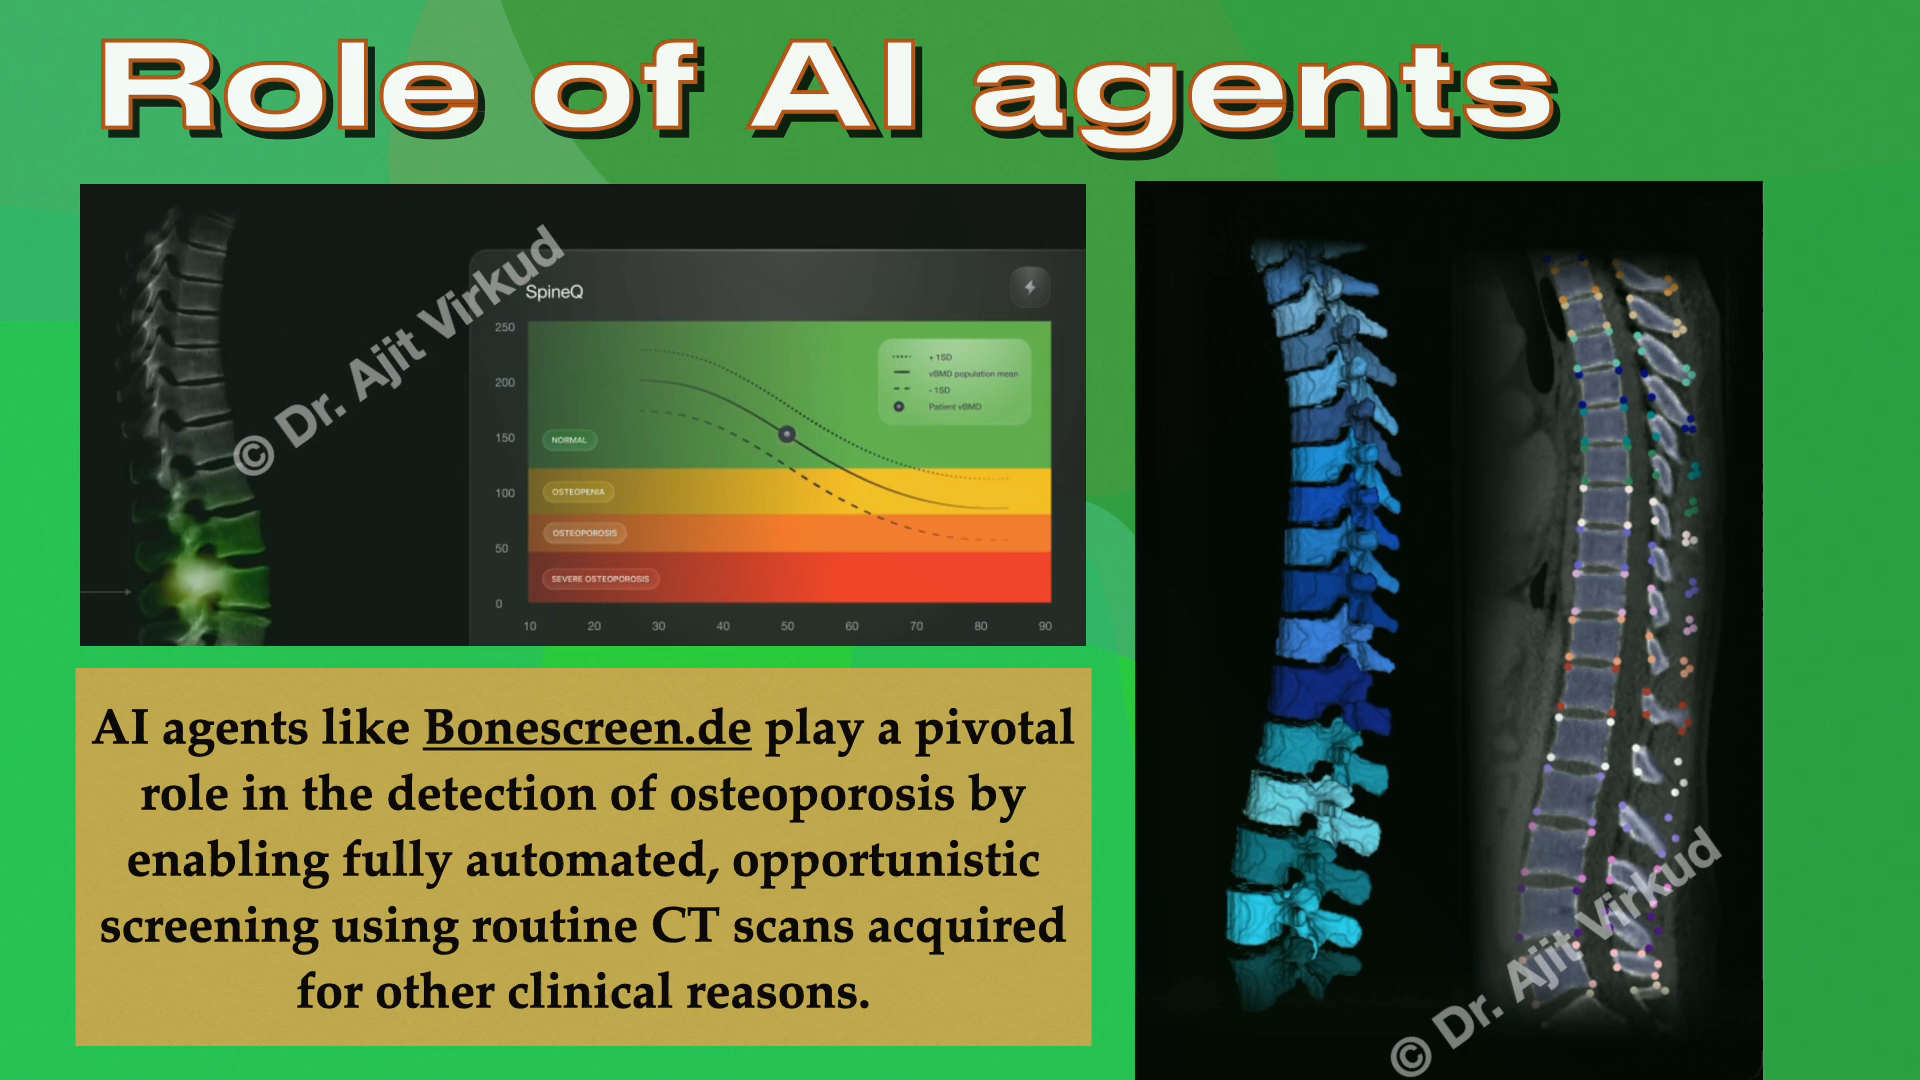 Role of AI agents
© Dr. Ajit Virkud
SpineQ
250
200
150
100
50
0
+ 1SD
vBMD population mean
- 1SD
Patient vBMD
NORMAL
OSTEOPENIA
OSTEOPOROSIS
SEVERE OSTEOPOROSIS
10 20 30 40 50 60 70 80 90
AI agents like Bonescreen.de play a pivotal
role in the detection of osteoporosis by
enabling fully automated, opportunistic
screening using routine CT scans acquired
for other clinical reasons.
© Dr. Ajit Virkud